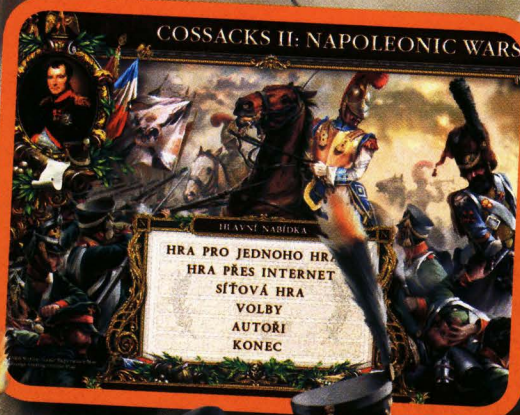 COSSACKS II: NAPOLEONIC WARS
HLAVNÍ NABÍDKA
HRA PRO JEDNOHO HRÁ
HRA PŘES INTERNET
SÍŤOVÁ HRA
VOLBY
AUTOŘI
KONEC